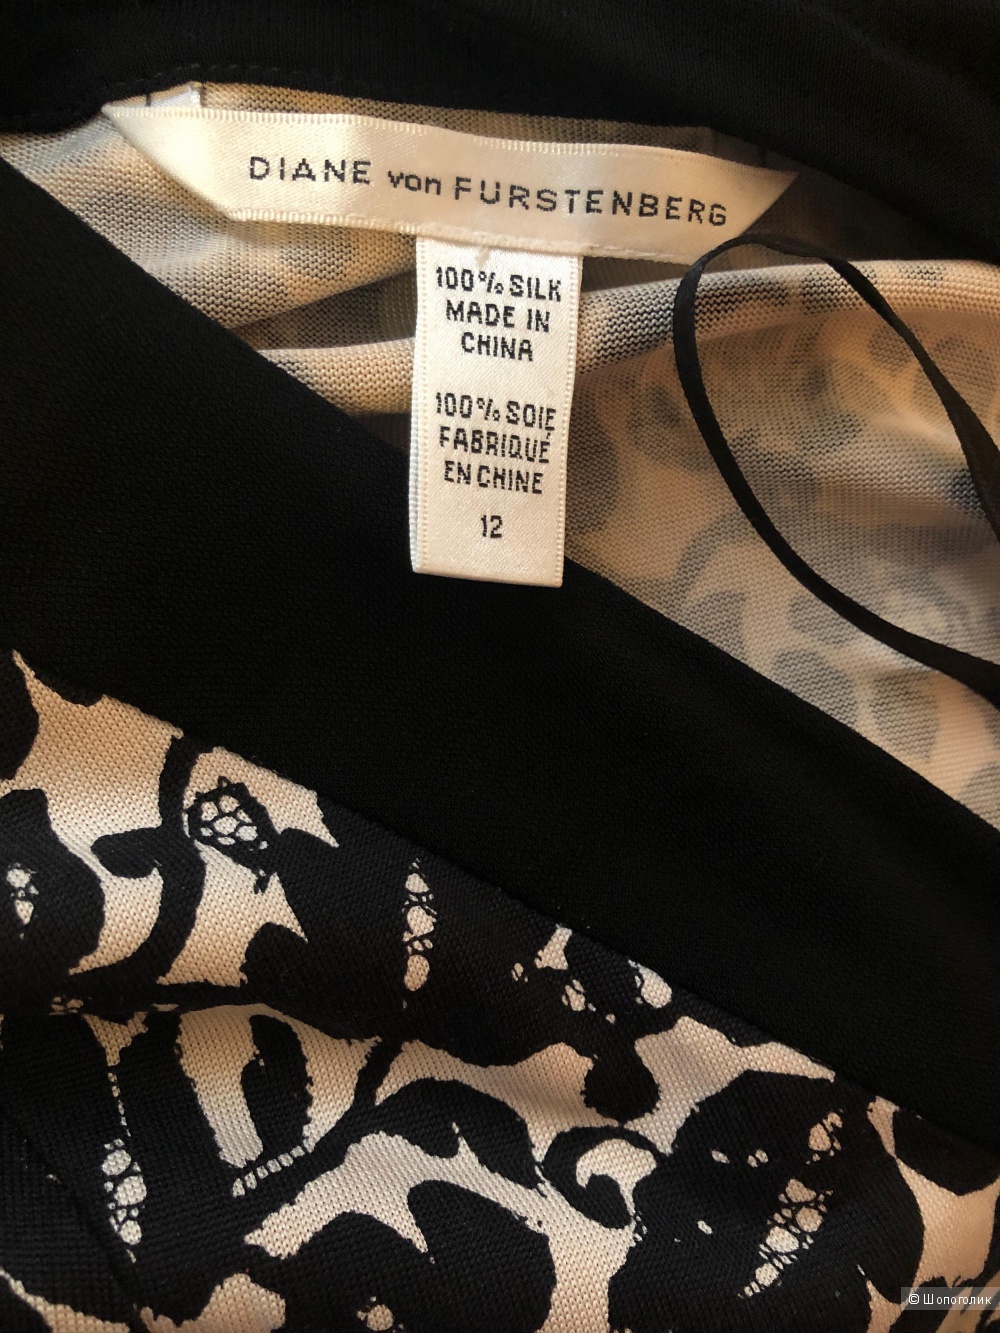 DIANE von FURSTENBERG
100% SILK
MADE IN
CHINA
100% SOIE
FABRIQUÉ
EN CHINE
12
© Шопоголик